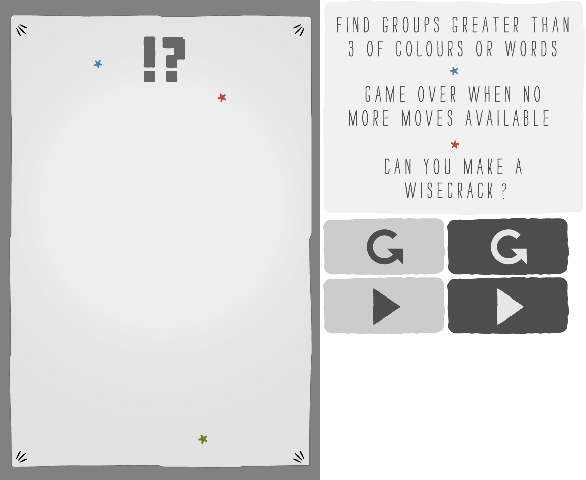 !?
FIND GROUPS GREATER THAN
3 OF COLOURS OR WORDS
GAME OVER WHEN NO
MORE MOVES AVAILABLE
CAN YOU MAKE A
WISECRACK?